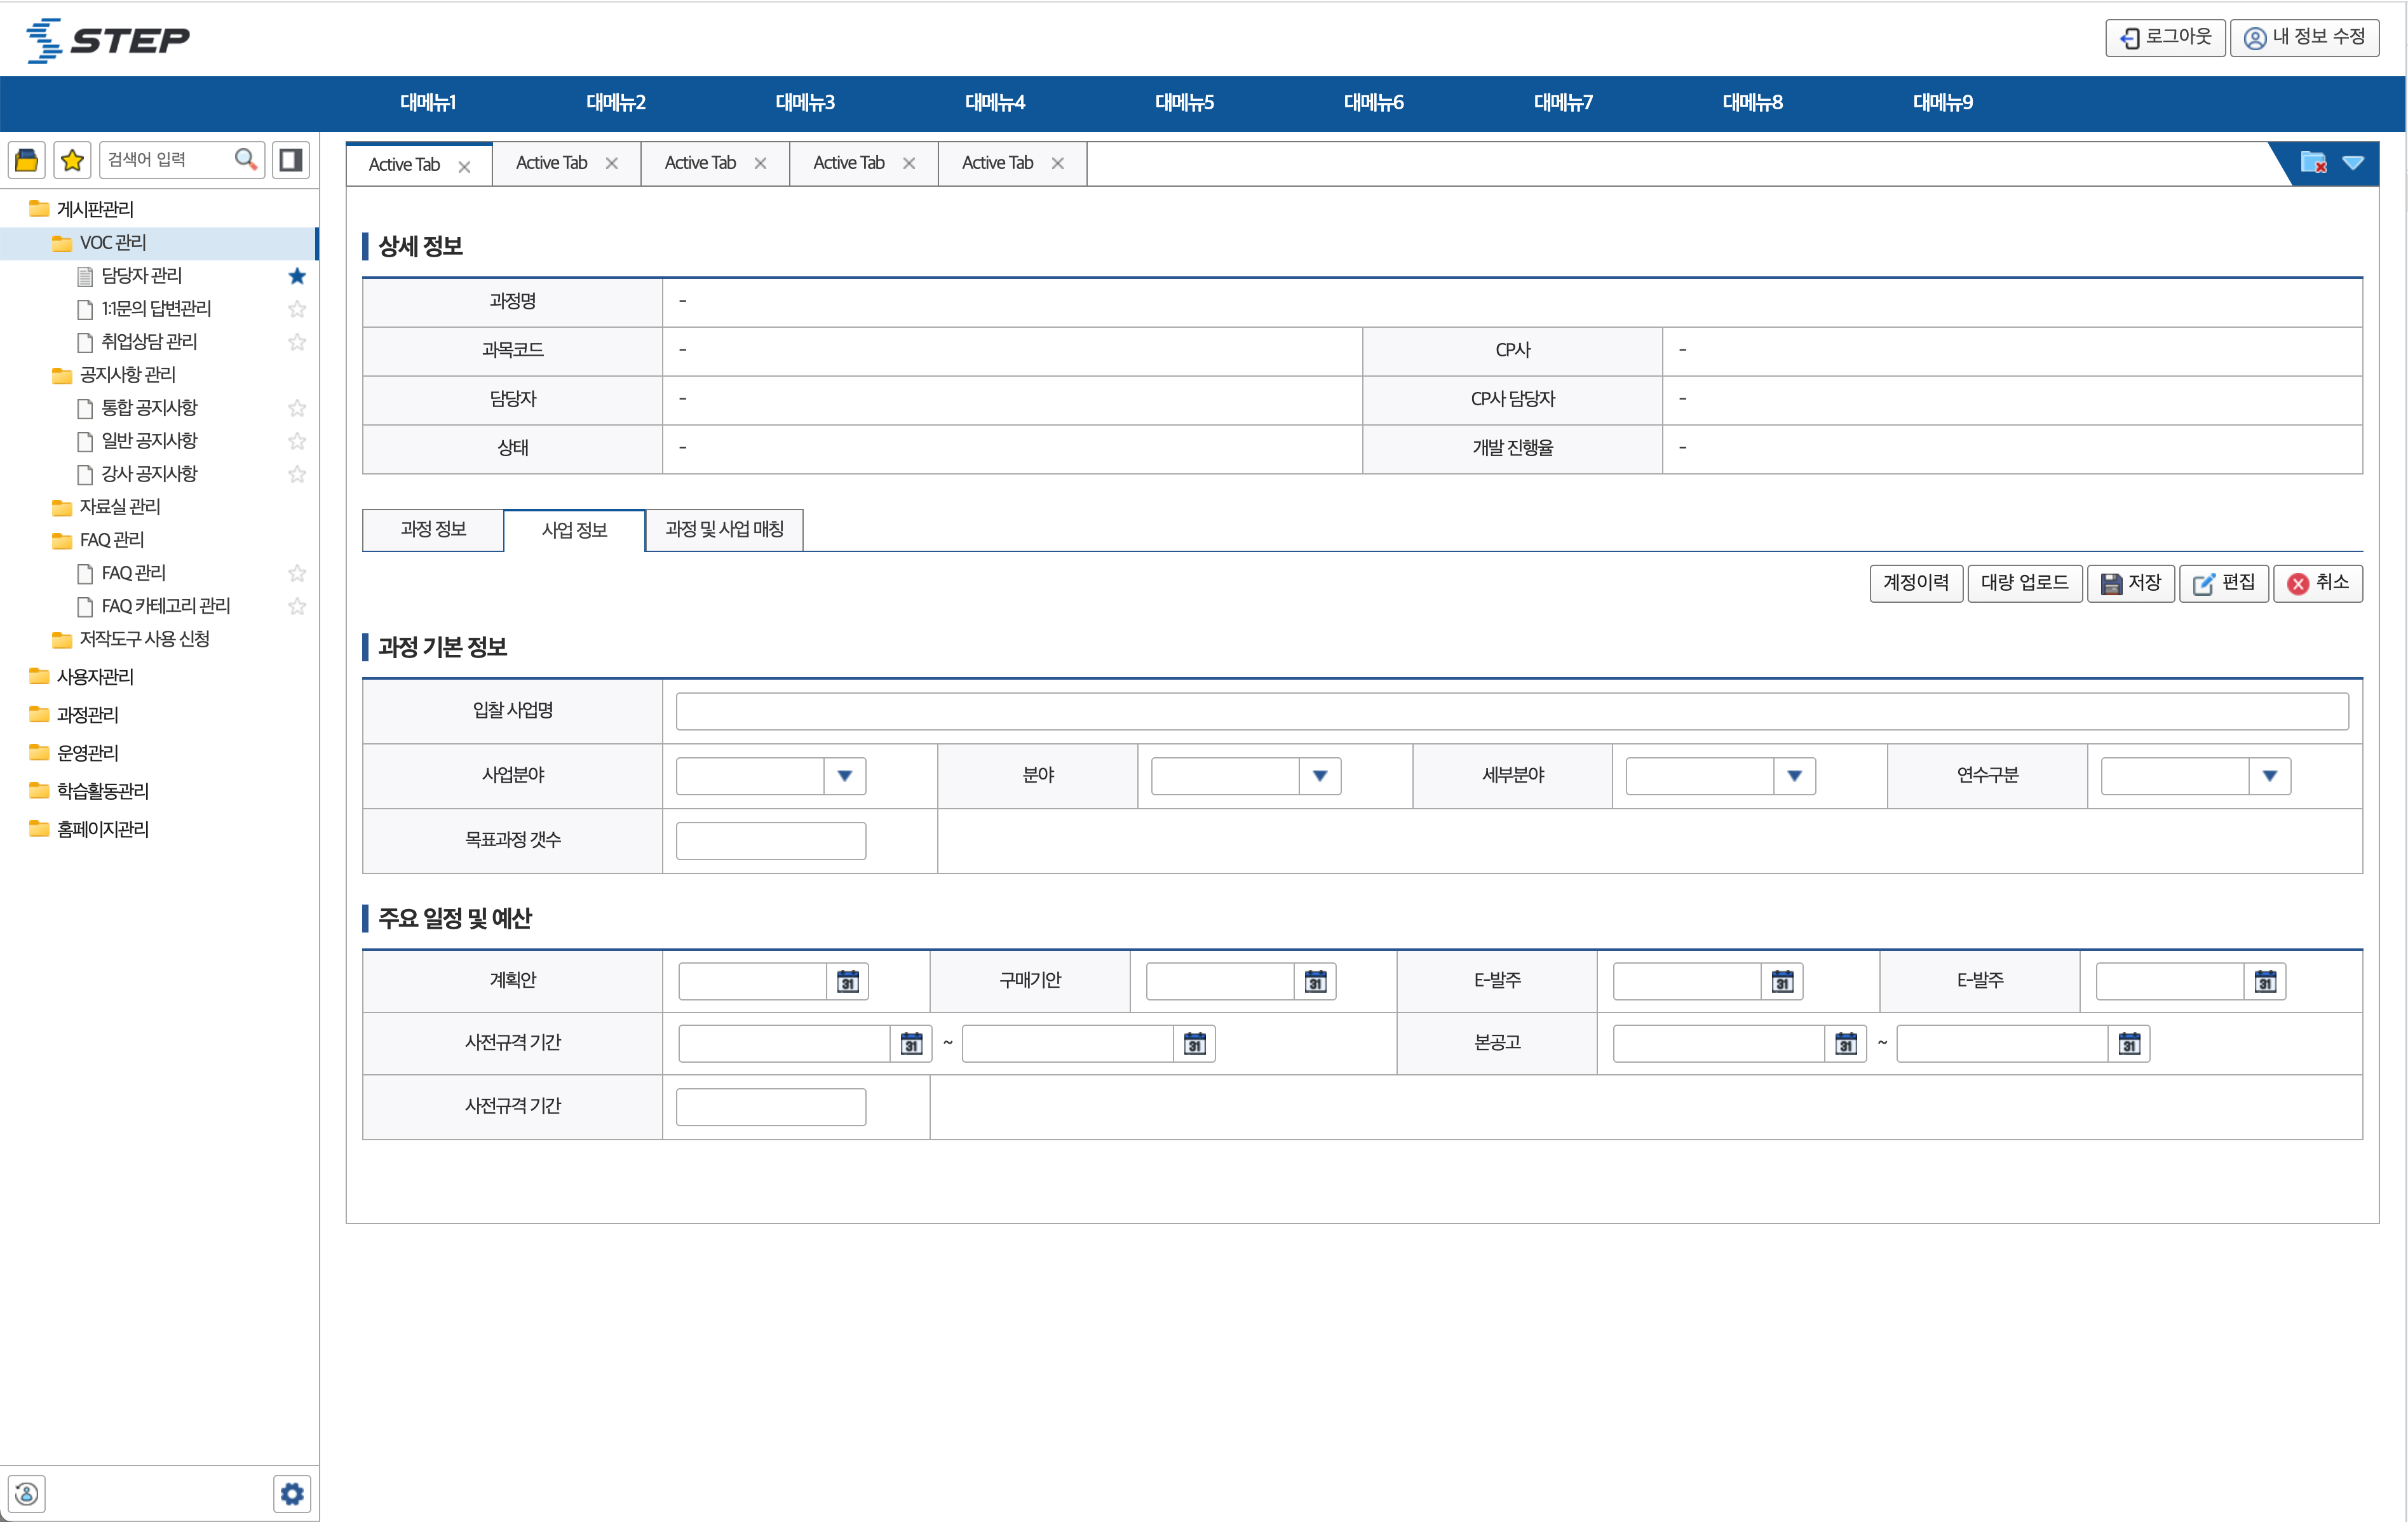 STEP
로그아웃
내 정보 수정
대메뉴1 대메뉴2 대메뉴3 대메뉴4 대메뉴5 대메뉴6 대메뉴7 대메뉴8 대메뉴9
검색어 입력
게시판관리
VOC 관리
담당자 관리
1:1문의 답변관리
취업상담 관리
공지사항 관리
통합 공지사항
일반 공지사항
강사 공지사항
자료실 관리
FAQ 관리
FAQ 관리
FAQ 카테고리 관리
저작도구 사용 신청
사용자관리
과정관리
운영관리
학습활동관리
홈페이지관리
Active Tab Active Tab Active Tab Active Tab Active Tab
상세 정보
과정명 -
과목코드 - CP사 -
담당자 - CP사 담당자 -
상태 - 개발 진행율 -
과정 정보 사업 정보 과정 및 사업 매칭
계정이력 대량 업로드 저장 편집 취소
과정 기본 정보
입찰 사업명
사업분야 분야 세부분야 연수구분
목표과정 갯수
주요 일정 및 예산
계획안 31 구매기안 31 E-발주 31 E-발주 31
사전규격 기간 31 ~ 31 본공고 31 ~ 31
사전규격 기간